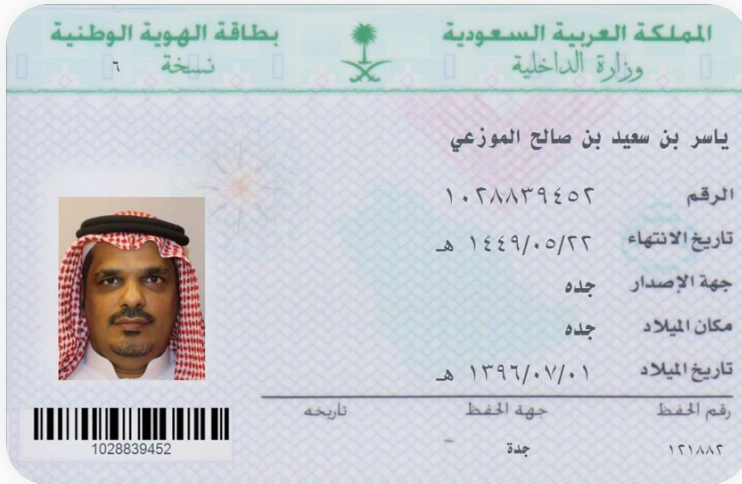 المملكة العربية السعودية
وزارة الداخلية
بطاقة الهوية الوطنية
نسخة ٦
ياسر بن سعيد بن صالح الموزعي
الرقم ١٠٢٨٨٣٩٤٥٢
تاريخ الانتهاء ١٤٤٩/٠٥/٢٢ هـ
جهة الإصدار جده
مكان الميلاد جده
تاريخ الميلاد ١٣٩٦/٠٧/٠١ هـ
رقم الحفظ جهة الحفظ تاريخه
١٢١٨٨٢ جدة
1028839452